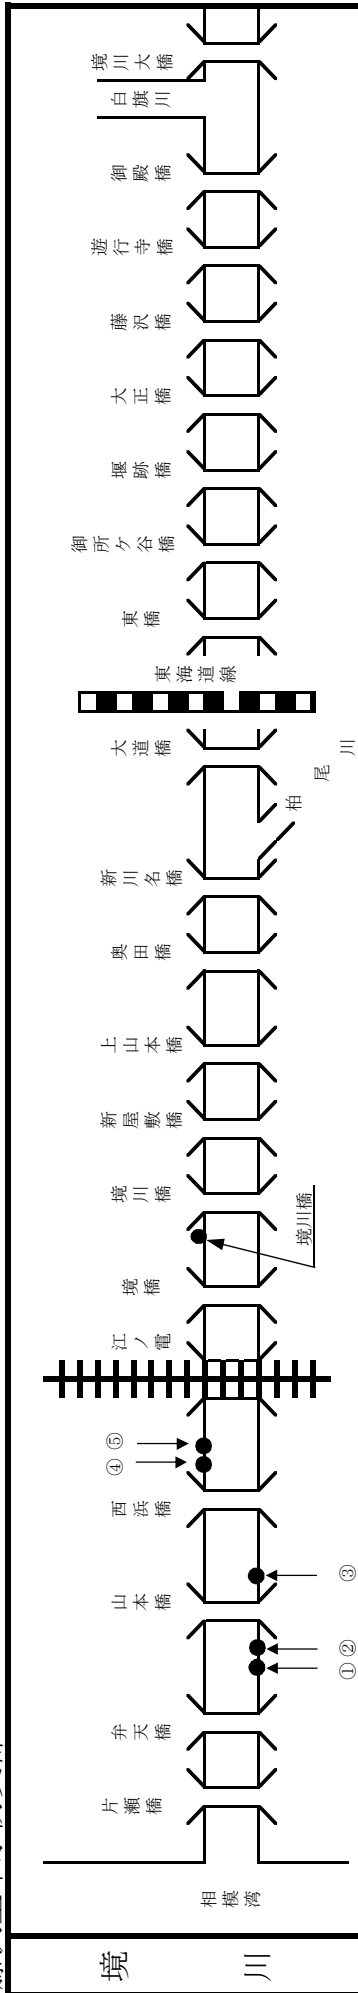 境川
境川大橋
白旗川
御殿橋
遊行寺橋
藤沢橋
大正橋
堰跡橋
御所ケ谷橋
東橋
東海道線
大道橋
柏尾川
新川名橋
奥田橋
上山本橋
新屋敷橋
境川橋
境川橋
境橋
江ノ電
⑤
④
西浜橋
③
山本橋
②
①
弁天橋
片瀬橋
相模湾